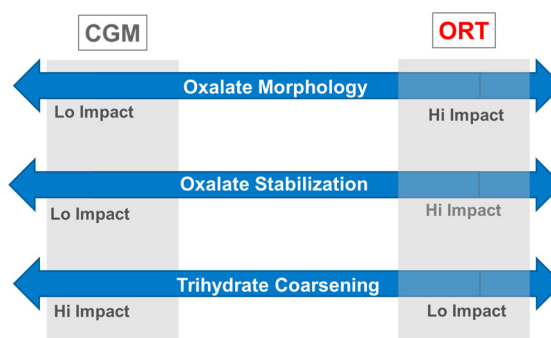 CGM
ORT
Oxalate Morphology
Lo Impact
Hi Impact
Oxalate Stabilization
Lo Impact
Hi Impact
Trihydrate Coarsening
Hi Impact
Lo Impact